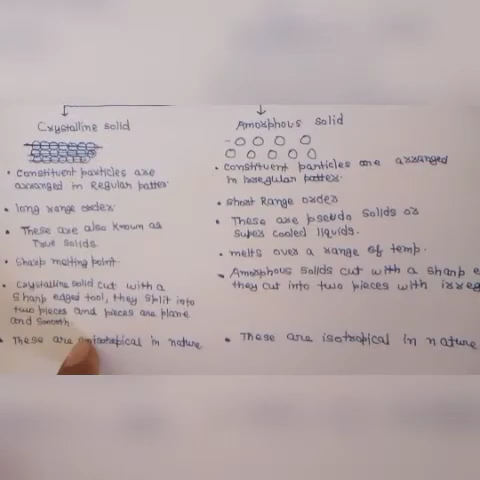 Crystalline solid
• Constituent particles are
arranged in Regular patter.
• long range order.
• These are also known as
True solids.
• Sharp melting point.
• Crystalline solid cut with a
sharp edged tool, they split into
two pieces and pieces are plane
and smooth.
• These are anisotropical in nature
Amorphous solid
• constituent particles are arranged
in irregular patter.
• short Range order
• These are pseudo solids or
super cooled liquids.
• melts over a range of temp.
• Amorphous solids cut with a sharp e
they cut into two pieces with irreg
• These are isotropical in nature